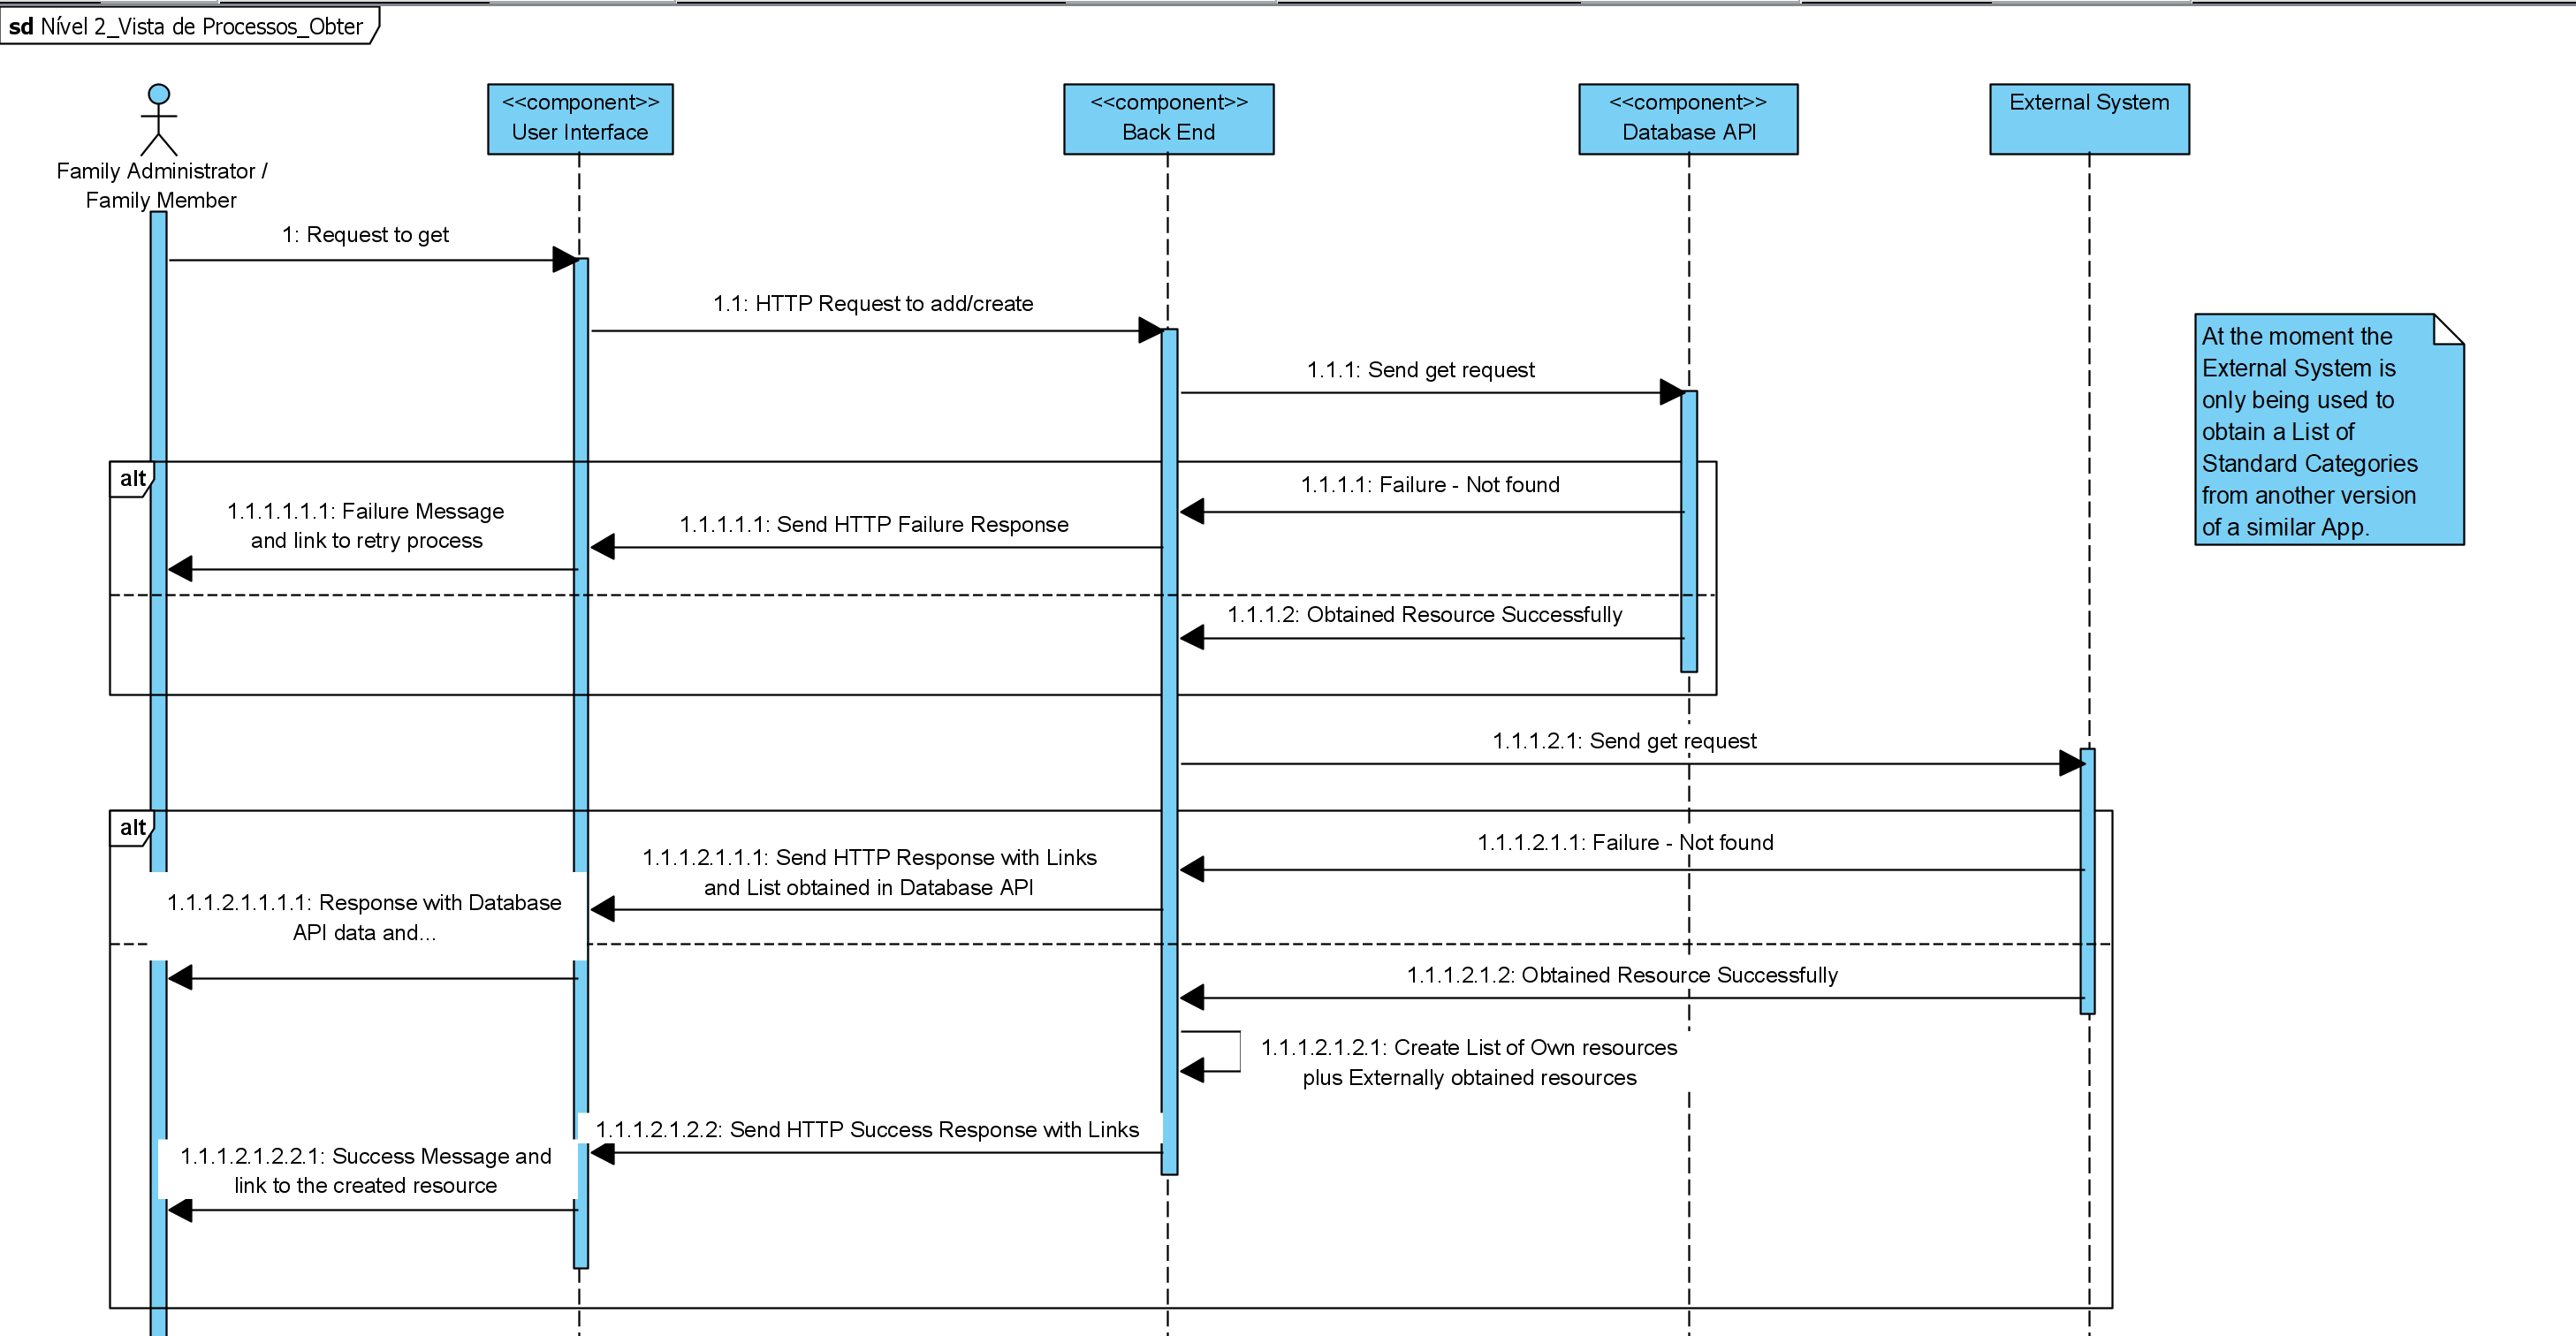 sd Nível 2_Vista de Processos_Obter
Family Administrator /
Family Member
<<component>>
User Interface
<<component>>
Back End
<<component>>
Database API
External System
1: Request to get
1.1: HTTP Request to add/create
1.1.1: Send get request
At the moment the
External System is
only being used to
obtain a List of
Standard Categories
from another version
of a similar App.
alt
1.1.1.1: Failure - Not found
1.1.1.1.1: Send HTTP Failure Response
1.1.1.1.1.1: Failure Message
and link to retry process
1.1.1.2: Obtained Resource Successfully
1.1.1.2.1: Send get request
alt
1.1.1.2.1.1: Failure - Not found
1.1.1.2.1.1.1: Send HTTP Response with Links
and List obtained in Database API
1.1.1.2.1.1.1.1: Response with Database
API data and...
1.1.1.2.1.2: Obtained Resource Successfully
1.1.1.2.1.2.1: Create List of Own resources
plus Externally obtained resources
1.1.1.2.1.2.2: Send HTTP Success Response with Links
1.1.1.2.1.2.2.1: Success Message and
link to the created resource